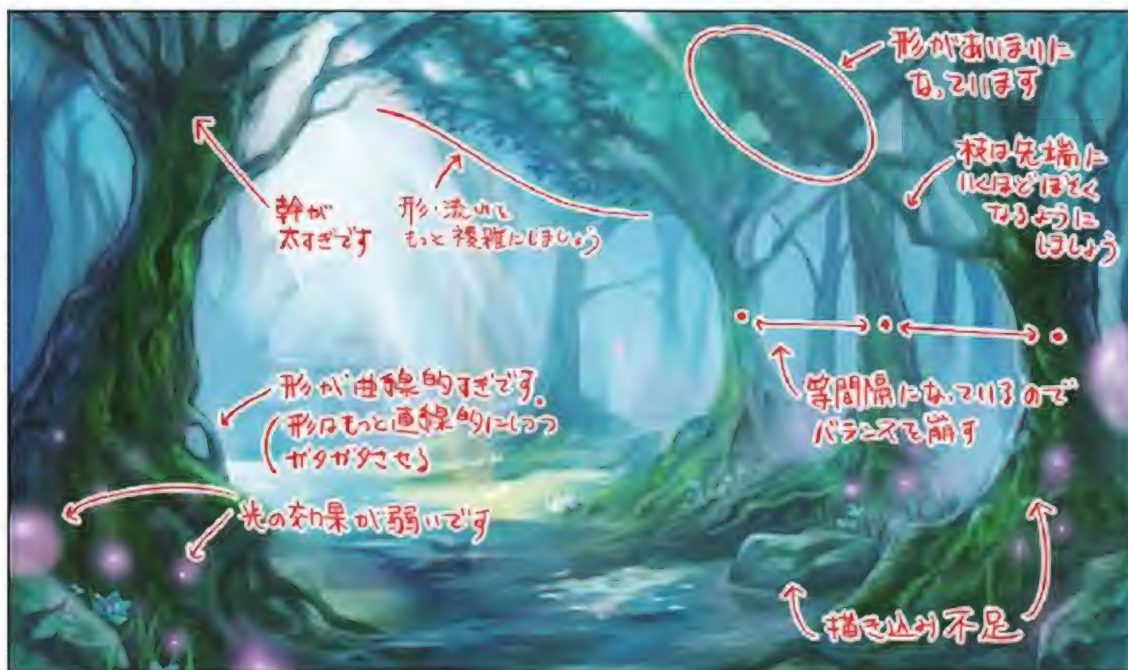 形があいまいに
なっています
枝は先端に
いくほどほそく
なるように
しましょう
幹が
太すぎです
形・流れを
もっと複雑にしましょう
等間隔になっているので
バランスを崩す
形が曲線的すぎです。
形はもっと直線的にしつつ
ガタガタさせる
光の効果が弱いです
描き込み不足